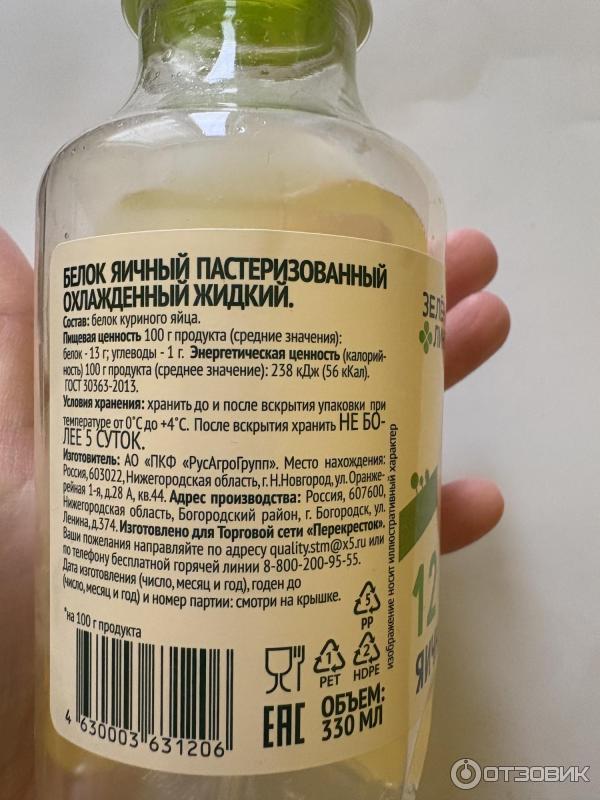 БЕЛОК ЯИЧНЫЙ ПАСТЕРИЗОВАННЫЙ
ОХЛАЖДЕННЫЙ ЖИДКИЙ.
Состав: белок куриного яйца.
Пищевая ценность 100 г продукта (средние значения):
белок - 13 г; углеводы - 1 г. Энергетическая ценность (калорий-
ность) 100 г продукта (среднее значение): 238 кДж (56 кКал).
ГОСТ 30363-2013.
Условия хранения: хранить до и после вскрытия упаковки при
температуре от 0°С до +4°С. После вскрытия хранить НЕ БО-
ЛЕЕ 5 СУТОК.
Изготовитель: АО «ПКФ «РусАгроГрупп». Место нахождения:
Россия, 603022, Нижегородская область, г. Н.Новгород, ул. Оранже-
рейная 1-я, д.28 А, кв.44. Адрес производства: Россия, 607600,
Нижегородская область, Богородский район, г. Богородск, ул.
Ленина, д.374. Изготовлено для Торговой сети «Перекресток».
Ваши пожелания направляйте по адресу quality.stm@x5.ru или
по телефону бесплатной горячей линии 8-800-200-95-55.
Дата изготовления (число, месяц и год), годен до
(число, месяц и год) и номер партии: смотри на крышке.
*на 100 г продукта
4 630003 631206
5
PP
1
PET
2
HDPE
EAC
ОБЪЕМ:
330 МЛ
изображение носит иллюстративный характер
ЗЕЛЁ
12
ОТЗОВИК